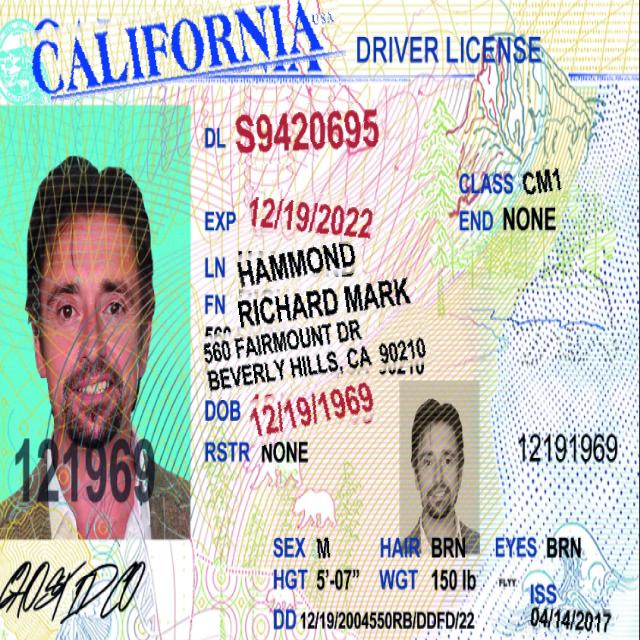 CALIFORNIA USA DRIVER LICENSE
DL S9420695
CLASS CM1
EXP 12/19/2022
END NONE
LN HAMMOND
FN RICHARD MARK
560 FAIRMOUNT DR
BEVERLY HILLS, CA 90210
DOB 12/19/1969
RSTR NONE
121969
12191969
SEX M HAIR BRN EYES BRN
HGT 5'-07" WGT 150 lb
FLYY
ISS
DD 12/19/2004550RB/DDFD/22
04/14/2017